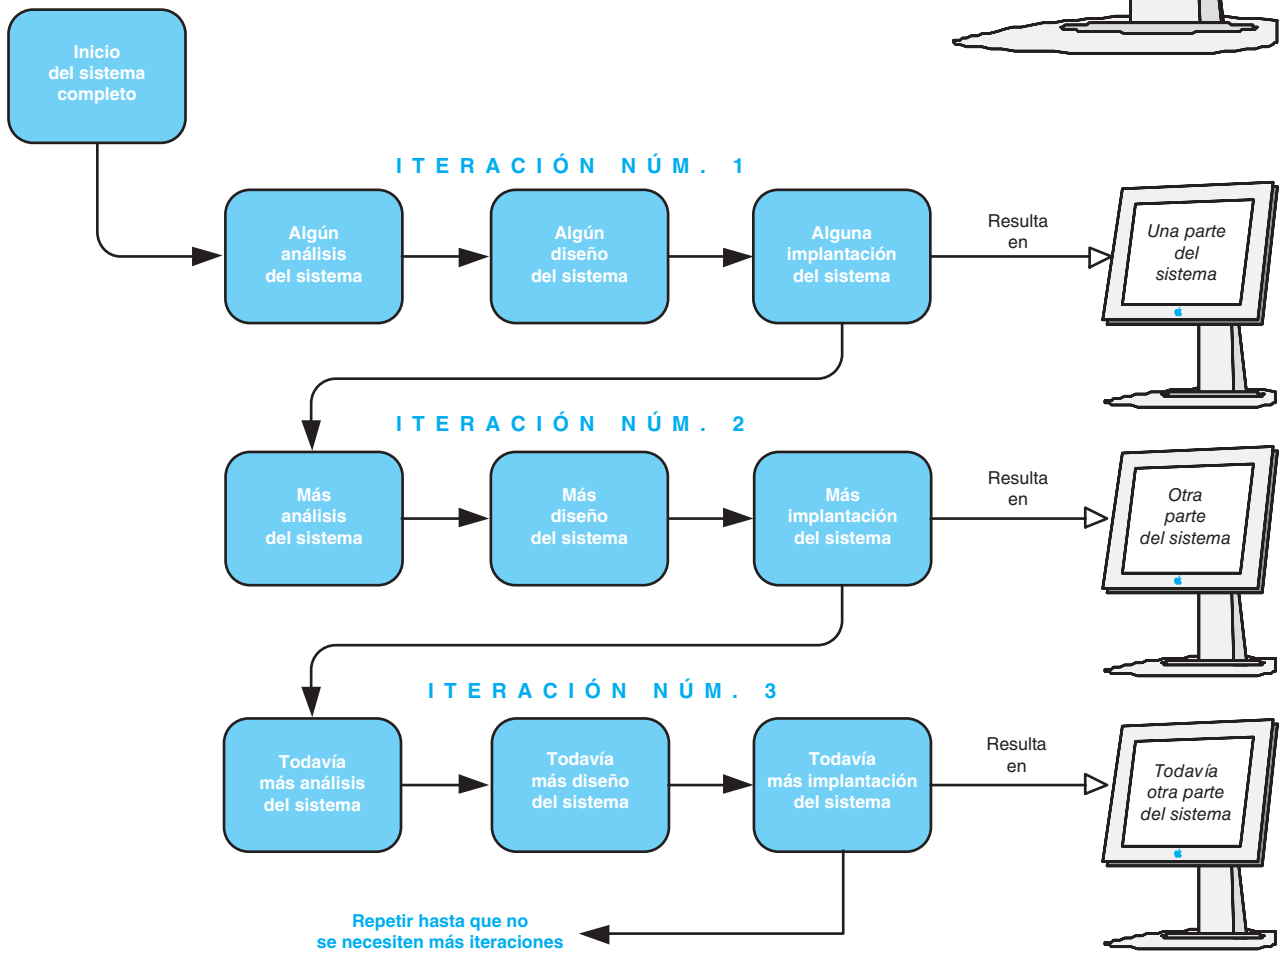 Inicio
del sistema
completo
ITERACIÓN NÚM. 1
Algún
análisis
del sistema
Algún
diseño
del sistema
Alguna
implantación
del sistema
Resulta
en
Una parte
del
sistema
ITERACIÓN NÚM. 2
Más
análisis
del sistema
Más
diseño
del sistema
Más
implantación
del sistema
Resulta
en
Otra
parte
del sistema
ITERACIÓN NÚM. 3
Todavía
más análisis
del sistema
Todavía
más diseño
del sistema
Todavía
más implantación
del sistema
Resulta
en
Todavía
otra parte
del sistema
Repetir hasta que no
se necesiten más iteraciones